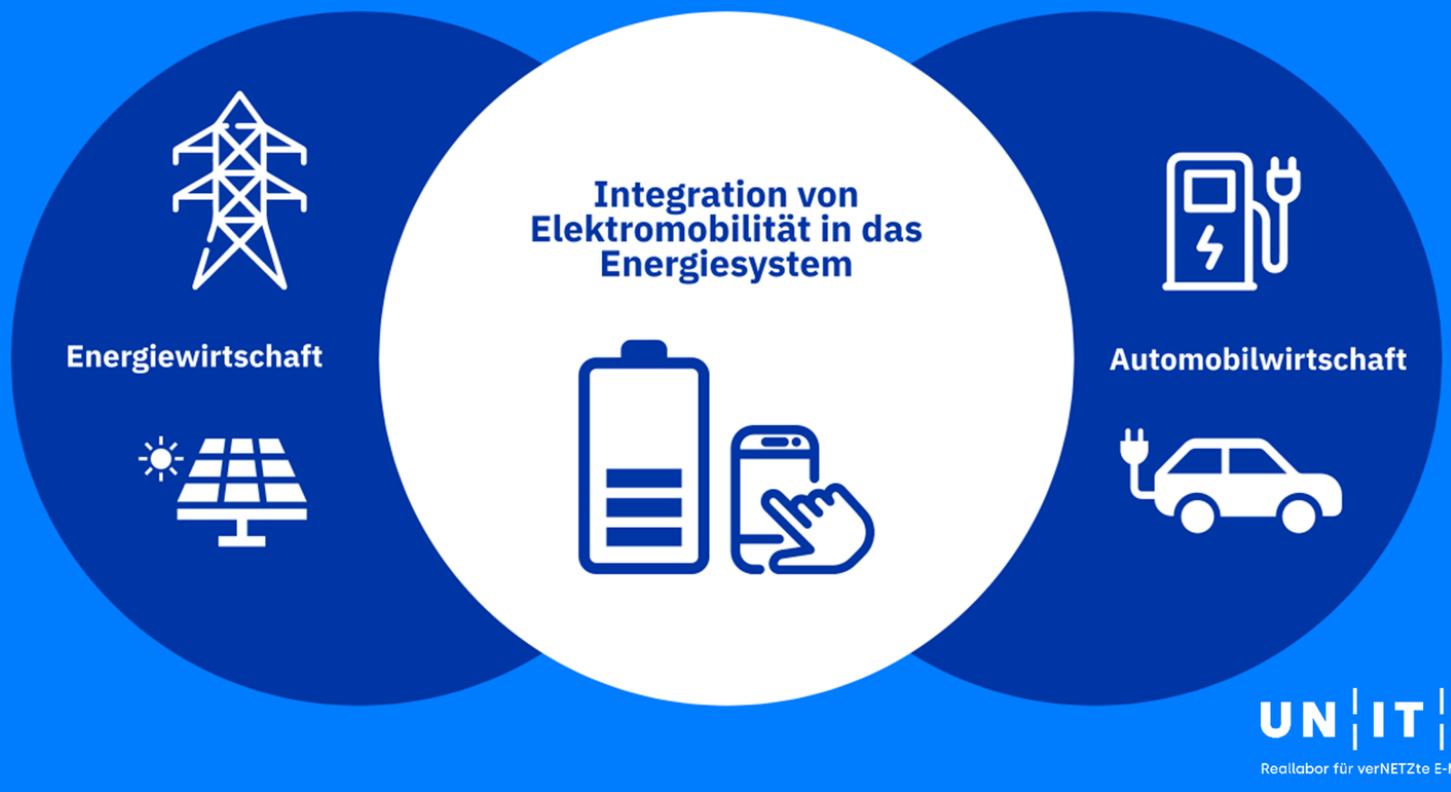 Integration von
Elektromobilität in das
Energiesystem
Energiewirtschaft
Automobilwirtschaft
UN IT
Reallabor für verNETZte